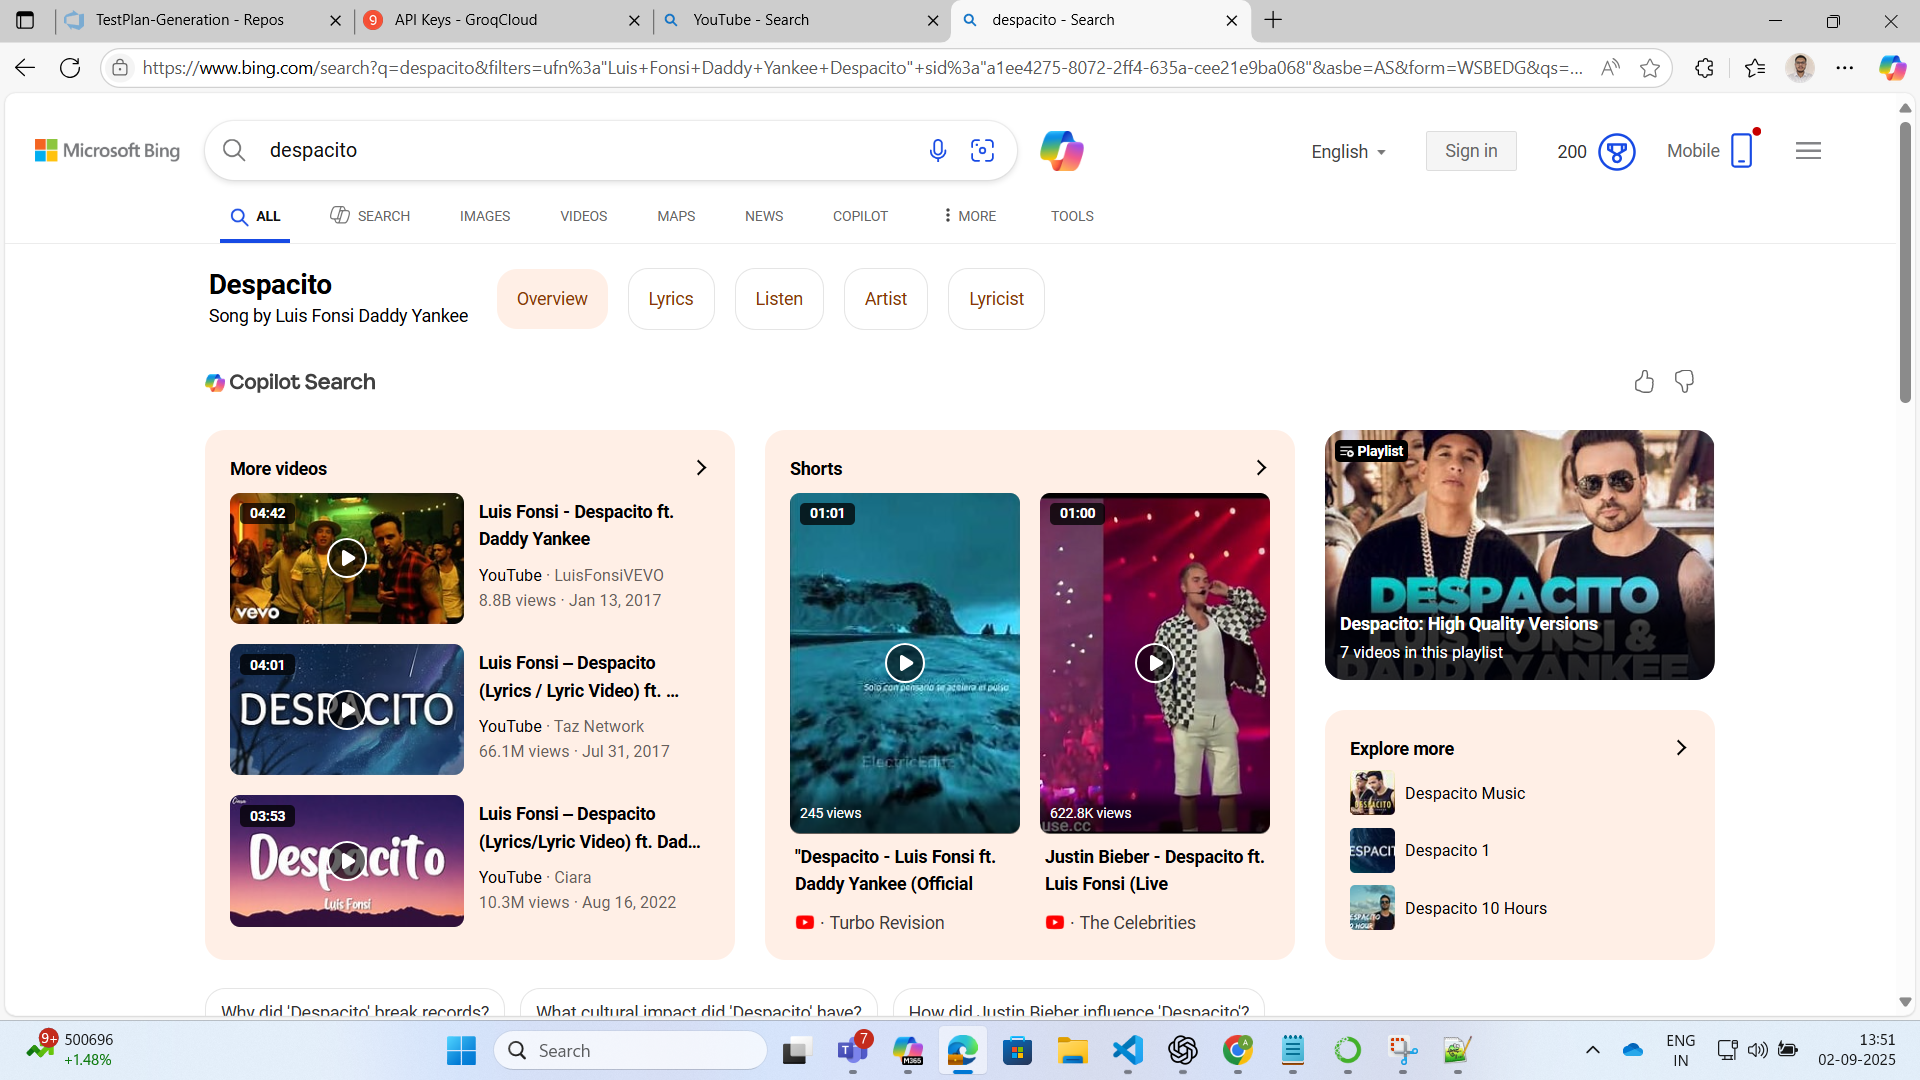 TestPlan-Generation - Repos
9 API Keys - GroqCloud
YouTube - Search
despacito - Search
https://www.bing.com/search?q=despacito&filters=ufn%3a"Luis+Fonsi+Daddy+Yankee+Despacito"+sid%3a"a1ee4275-8072-2ff4-635a-cee21e9ba068"&asbe=AS&form=WSBEDG&qs=...
Microsoft Bing
despacito
English
Sign in
200
Mobile
ALL
SEARCH
IMAGES
VIDEOS
MAPS
NEWS
COPILOT
MORE
TOOLS
Despacito
Song by Luis Fonsi Daddy Yankee
Overview
Lyrics
Listen
Artist
Lyricist
Copilot Search
More videos
04:42
vevo
Luis Fonsi - Despacito ft.
Daddy Yankee
YouTube · LuisFonsiVEVO
8.8B views · Jan 13, 2017
04:01
DESPACITO
Luis Fonsi – Despacito
(Lyrics / Lyric Video) ft. ...
YouTube · Taz Network
66.1M views · Jul 31, 2017
03:53
Despacito
Luis Fonsi
Luis Fonsi – Despacito
(Lyrics/Lyric Video) ft. Dad...
YouTube · Ciara
10.3M views · Aug 16, 2022
Shorts
01:01
Solo con pensarlo se acelera el pulso
ElectricEdits
245 views
"Despacito - Luis Fonsi ft.
Daddy Yankee (Official
· Turbo Revision
01:00
622.8K views
use.cc
Justin Bieber - Despacito ft.
Luis Fonsi (Live
· The Celebrities
Playlist
DESPACITO
LUIS FONSI &
DADDY YANKEE
Despacito: High Quality Versions
7 videos in this playlist
Explore more
DESPACITO
Despacito Music
ESPACIT
Despacito 1
Despacito 10 Hours
Why did 'Despacito' break records?
What cultural impact did 'Despacito' have?
How did Justin Bieber influence 'Despacito'?
9+
500696
+1.48%
Search
7
M365
A
ENG
IN
13:51
02-09-2025